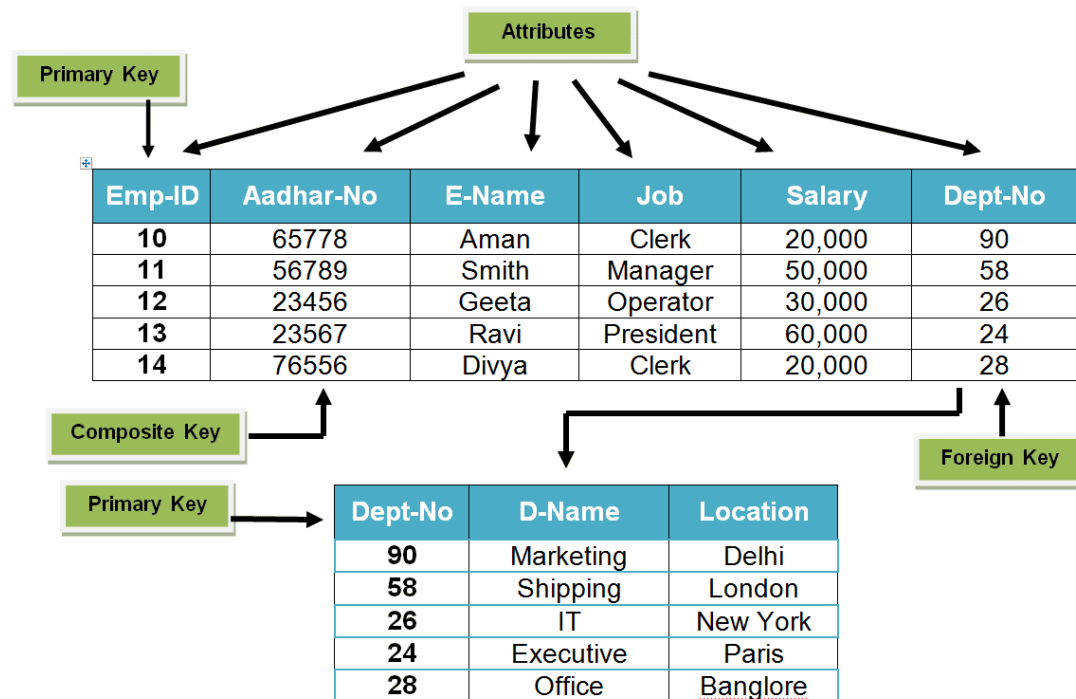 Attributes
Primary Key
Emp-ID Aadhar-No E-Name Job Salary Dept-No
10 65778 Aman Clerk 20,000 90
11 56789 Smith Manager 50,000 58
12 23456 Geeta Operator 30,000 26
13 23567 Ravi President 60,000 24
14 76556 Divya Clerk 20,000 28
Composite Key
Foreign Key
Primary Key
Dept-No D-Name Location
90 Marketing Delhi
58 Shipping London
26 IT New York
24 Executive Paris
28 Office Banglore